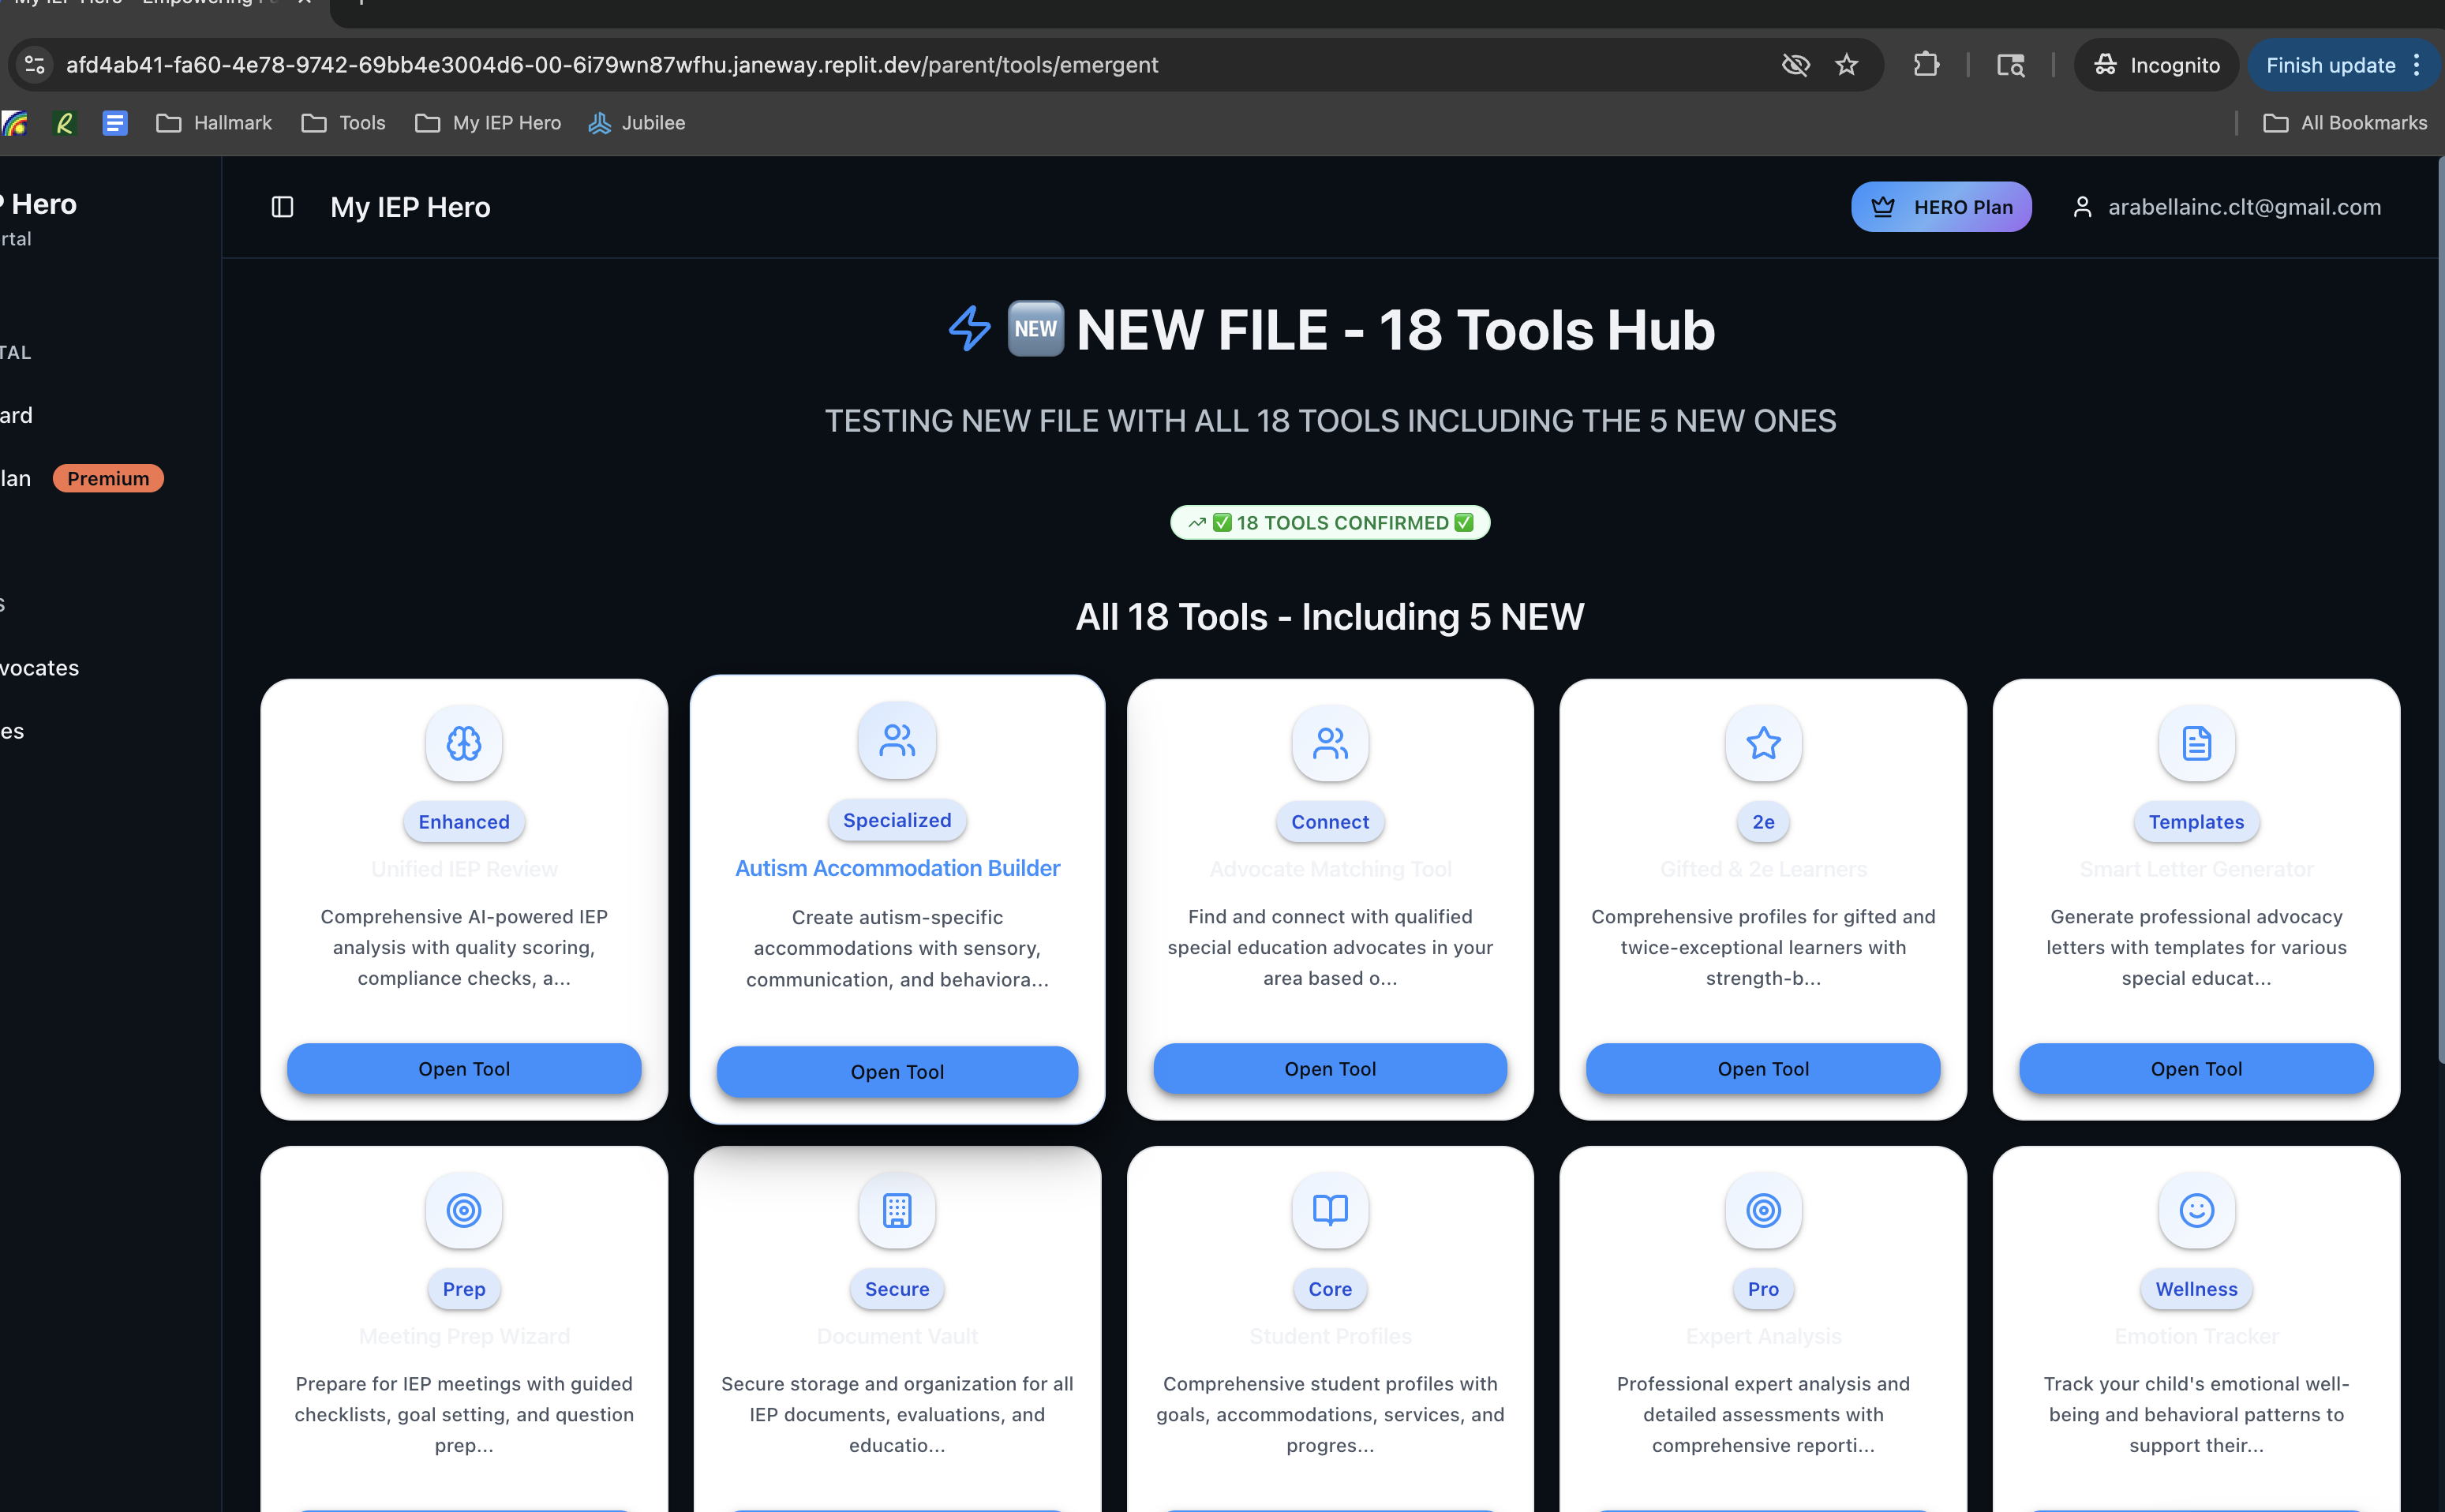 afd4ab41-fa60-4e78-9742-69bb4e3004d6-00-6i79wn87wfhu.janeway.replit.dev/parent/tools/emergent
Incognito
Finish update
R
Hallmark
Tools
My IEP Hero
Jubilee
All Bookmarks
Hero
rtal
TAL
ard
lan
Premium
vocates
es
My IEP Hero
HERO Plan
arabellainc.clt@gmail.com
NEW NEW FILE - 18 Tools Hub
TESTING NEW FILE WITH ALL 18 TOOLS INCLUDING THE 5 NEW ONES
✅ 18 TOOLS CONFIRMED ✅
All 18 Tools - Including 5 NEW
Enhanced
Unified IEP Review
Comprehensive AI-powered IEP
analysis with quality scoring,
compliance checks, a...
Open Tool
Specialized
Autism Accommodation Builder
Create autism-specific
accommodations with sensory,
communication, and behaviora...
Open Tool
Connect
Advocate Matching Tool
Find and connect with qualified
special education advocates in your
area based o...
Open Tool
2e
Gifted & 2e Learners
Comprehensive profiles for gifted and
twice-exceptional learners with
strength-b...
Open Tool
Templates
Smart Letter Generator
Generate professional advocacy
letters with templates for various
special educat...
Open Tool
Prep
Meeting Prep Wizard
Prepare for IEP meetings with guided
checklists, goal setting, and question
prep...
Secure
Document Vault
Secure storage and organization for all
IEP documents, evaluations, and
educatio...
Core
Student Profiles
Comprehensive student profiles with
goals, accommodations, services, and
progres...
Pro
Expert Analysis
Professional expert analysis and
detailed assessments with
comprehensive reporti...
Wellness
Emotion Tracker
Track your child's emotional well-
being and behavioral patterns to
support their...